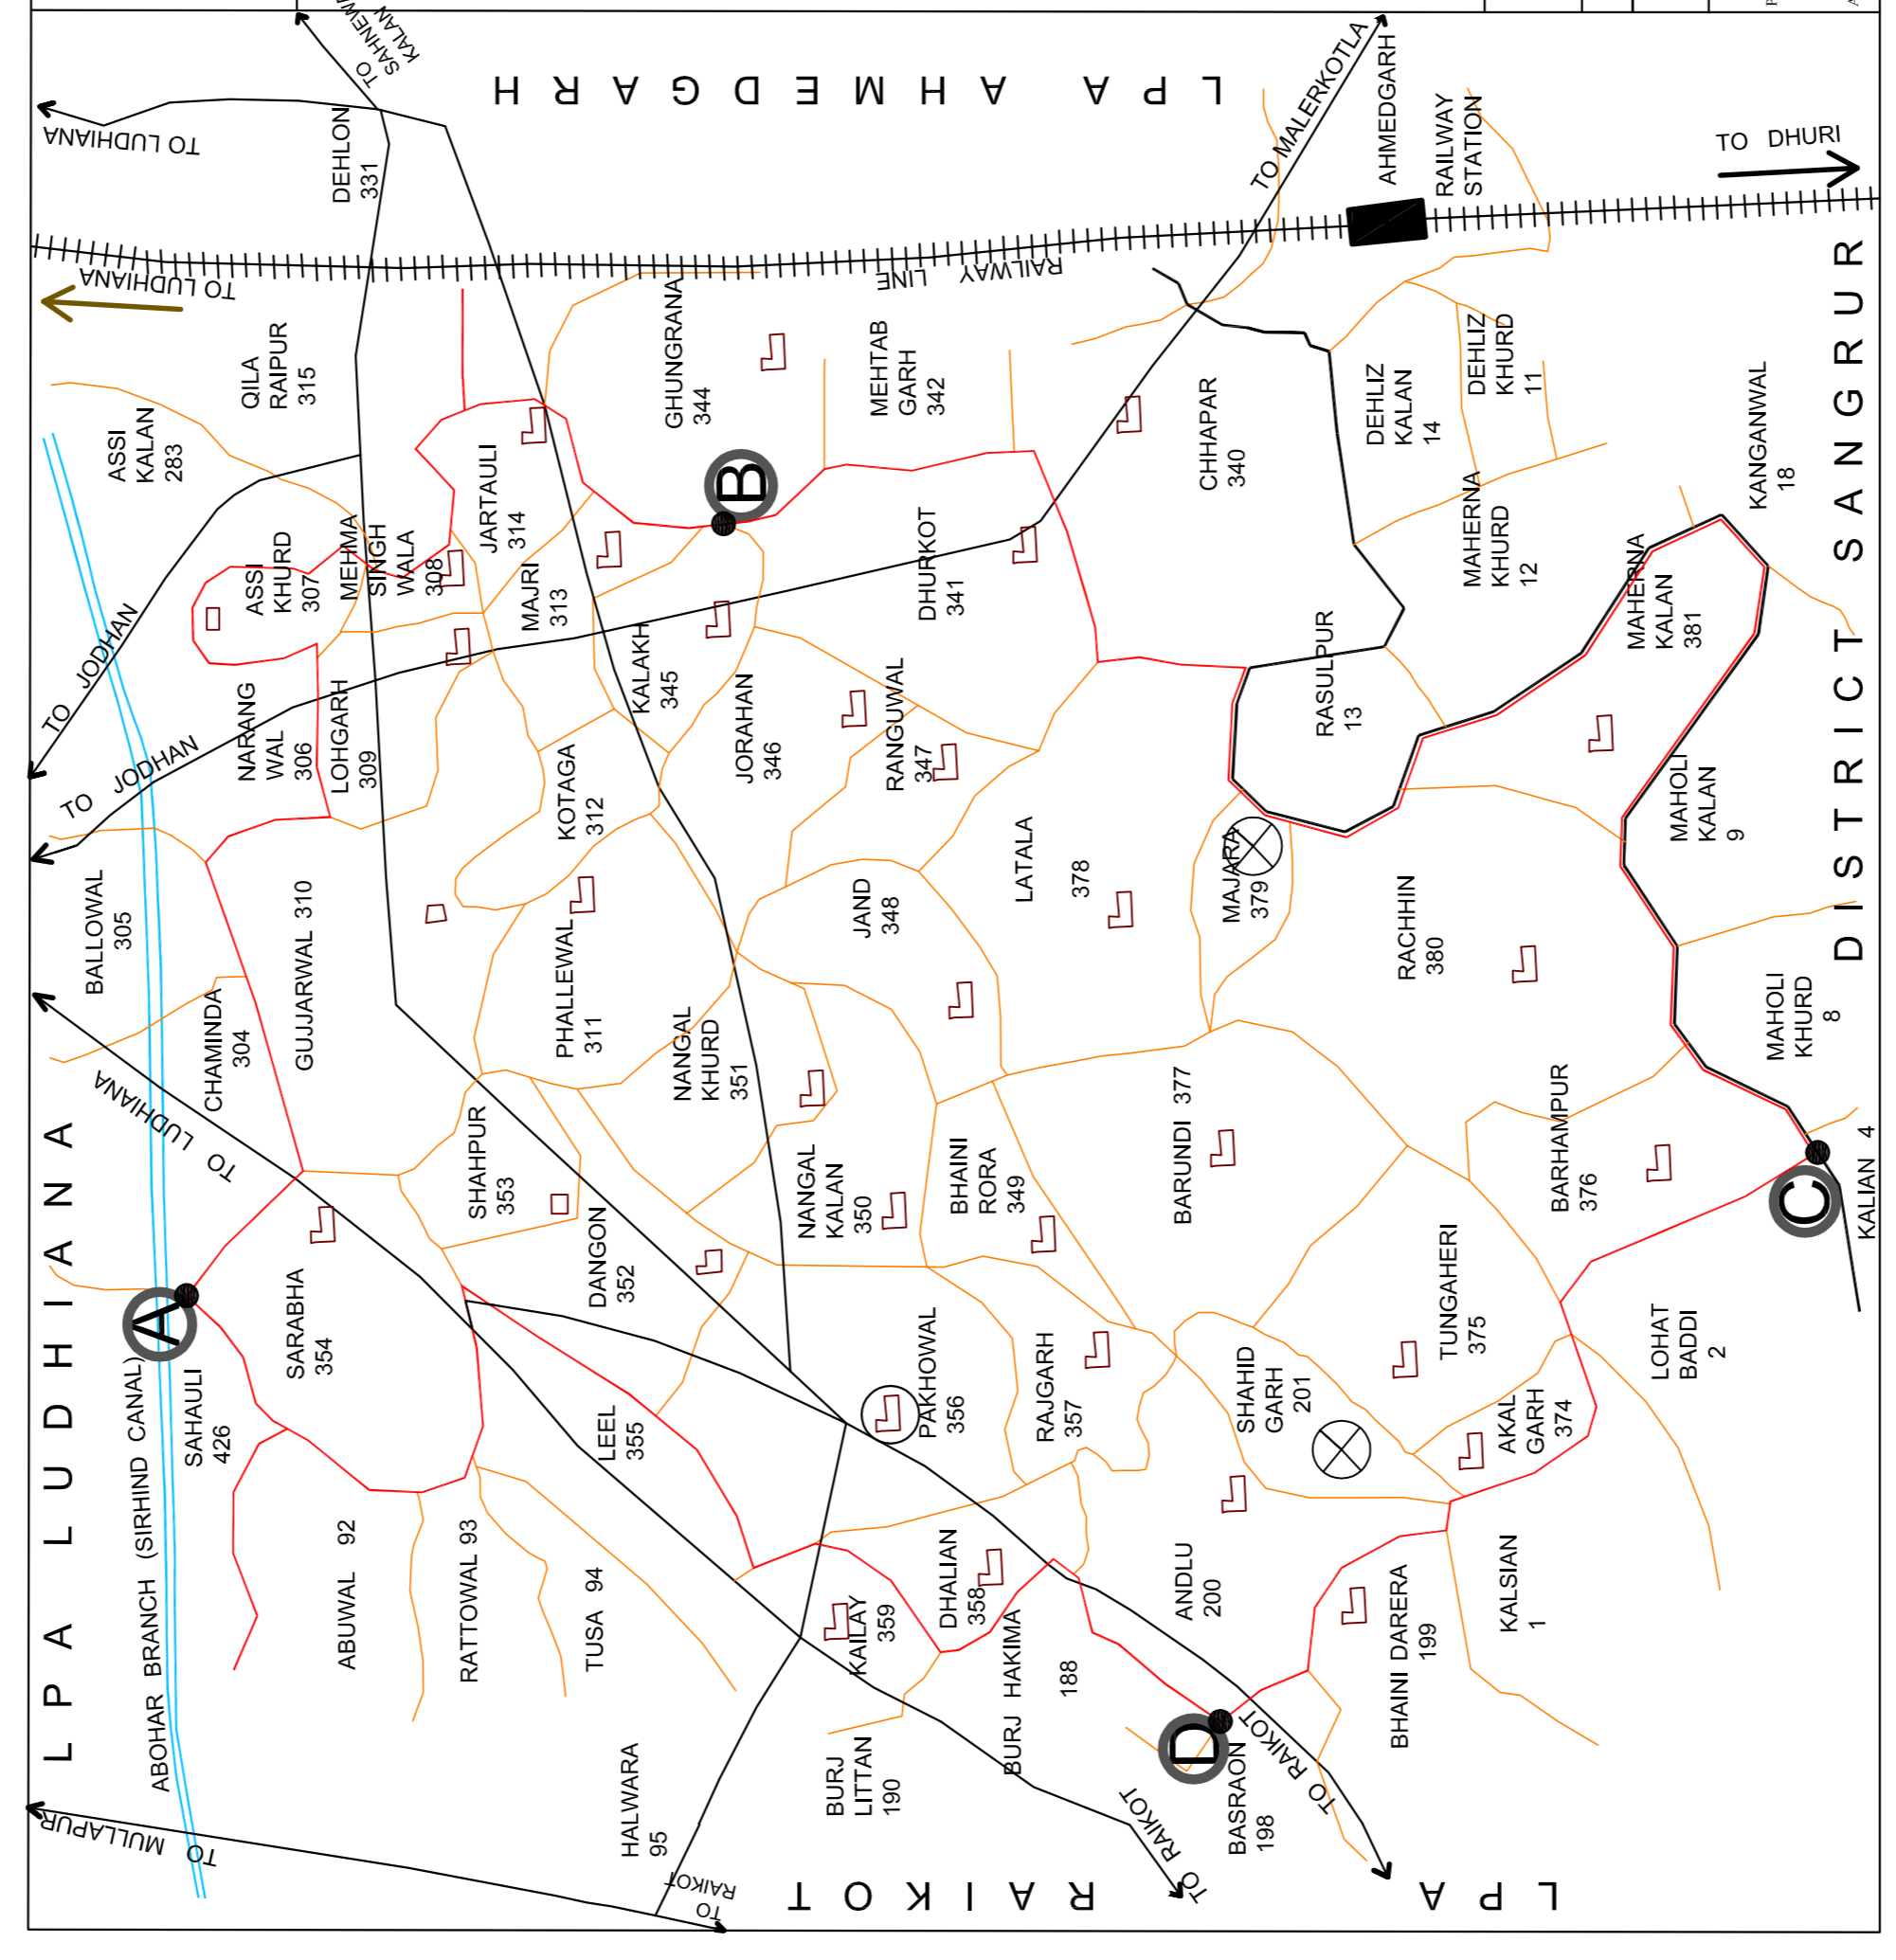 TO
SAHNEWAL
KALAN
TO LUDHIANA
DEHLON
331
LPA AHMEDGARH
TO MALERKOTLA
AHMEDGARH
RAILWAY
STATION
TO DHURI
TO LUDHIANA
RAILWAY LINE
QILA
RAIPUR
315
ASSI
KALAN
283
GHUNGRANA
344
MEHTAB
GARH
342
CHHAPAR
340
DEHLIZ
KALAN
14
DEHLIZ
KHURD
11
KANGANWAL
18
DISTRICT SANGRUR
ASSI
KHURD
307
MEHMA
SINGH
WALA
308
JARTAULI
314
B
MAJRI
313
DHURKOT
341
MAHERNA
KHURD
12
MAHERNA
KALAN
381
TO JODHAN
TO JODHAN
NARANG
WAL
306
LOHGARH
309
KALAKH
345
JORAHAN
346
RANGUWAL
347
RASULPUR
13
KOTAGA
312
MAHOLI
KALAN
9
BALLOWAL
305
GUJJARWAL 310
JAND
348
LATALA
378
MAJARA
379
RACHHIN
380
CHAMINDA
304
PHALLEWAL
311
NANGAL
KHURD
351
MAHOLI
KHURD
8
TO LUDHIANA
LPA LUDHIANA
SHAHPUR
353
NANGAL
KALAN
350
BHAINI
RORA
349
BARUNDI 377
BARHAMPUR
376
C
KALIAN 4
A
SARABHA
354
DANGON
352
TUNGAHERI
375
LOHAT
BADDI
2
SAHAULI
426
LEEL
355
PAKHOWAL
356
RAJGARH
357
SHAHID
GARH
201
AKAL
GARH
374
ABOHAR BRANCH (SIRHIND CANAL)
ABUWAL 92
RATTOWAL 93
TUSA 94
KAILAY
359
DHALIAN
358
ANDLU
200
BHAINI DARERA
199
KALSIAN
1
BURJ HAKIMA
188
D
HALWARA
95
BURJ
LITTAN
190
BASRAON
198
TO RAIKOT
TO RAIKOT
TO MULLAPUR
TO
RAIKOT
LPA RAIKOT